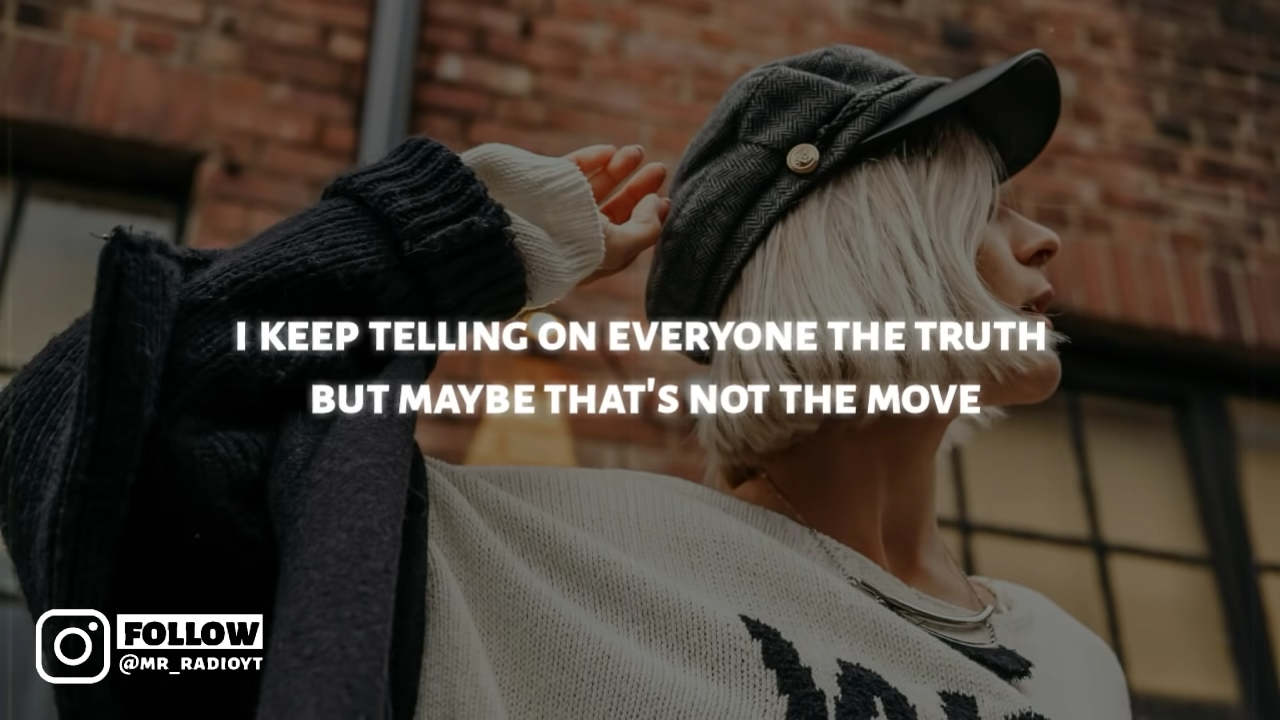 I KEEP TELLING ON EVERYONE THE TRUTH
BUT MAYBE THAT'S NOT THE MOVE
FOLLOW
@MR_RADIOYT